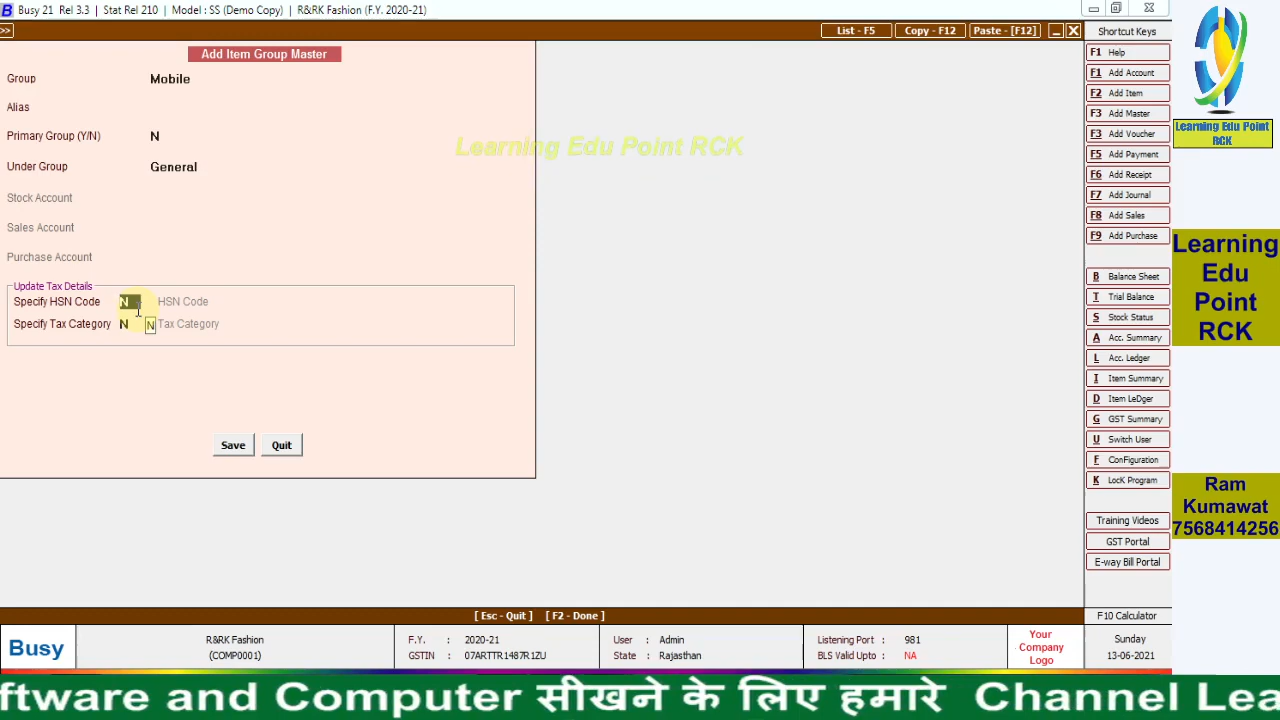 B Busy 21 Rel 3.3 | Stat Rel 210 | Model : SS (Demo Copy) | R&RK Fashion (F.Y. 2020-21)
>> List - F5 Copy - F12 Paste - [F12]
Add Item Group Master
Group Mobile
Alias
Primary Group (Y/N) N
Under Group General
Stock Account
Sales Account
Purchase Account
Update Tax Details
Specify HSN Code N HSN Code
Specify Tax Category N N Tax Category
Save Quit
Learning Edu Point RCK
Shortcut Keys
F1 Help
F1 Add Account
F2 Add Item
F3 Add Master
F3 Add Voucher
F5 Add Payment
F6 Add Receipt
F7 Add Journal
F8 Add Sales
F9 Add Purchase
B Balance Sheet
T Trial Balance
S Stock Status
A Acc. Summary
L Acc. Ledger
I Item Summary
D Item LeDger
G GST Summary
U Switch User
F ConFiguration
K LocK Program
Training Videos
GST Portal
E-way Bill Portal
F10 Calculator
Learning Edu Point
RCK
Learning
Edu
Point
RCK
Ram
Kumawat
7568414256
[ Esc - Quit ] [ F2 - Done ]
Busy
R&RK Fashion
(COMP0001)
F.Y. : 2020-21
GSTIN : 07ARTTR1487R1ZU
User : Admin
State : Rajasthan
Listening Port : 981
BLS Valid Upto : NA
Your
Company
Logo
Sunday
13-06-2021
ftware and Computer सीखने के लिए हमारे Channel Lea